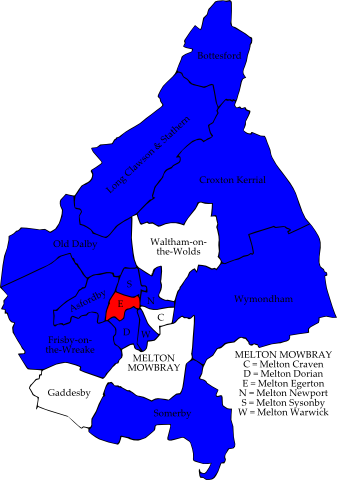 Bottesford
Long Clawson & Stathern
Croxton Kerrial
Waltham-on-
the-Wolds
Old Dalby
S
Asfordby
E
N
C
Wymondham
D
W
Frisby-on-
the-Wreake
MELTON
MOWBRAY
MELTON MOWBRAY
C = Melton Craven
D = Melton Dorian
E = Melton Egerton
N = Melton Newport
S = Melton Sysonby
W = Melton Warwick
Gaddesby
Somerby